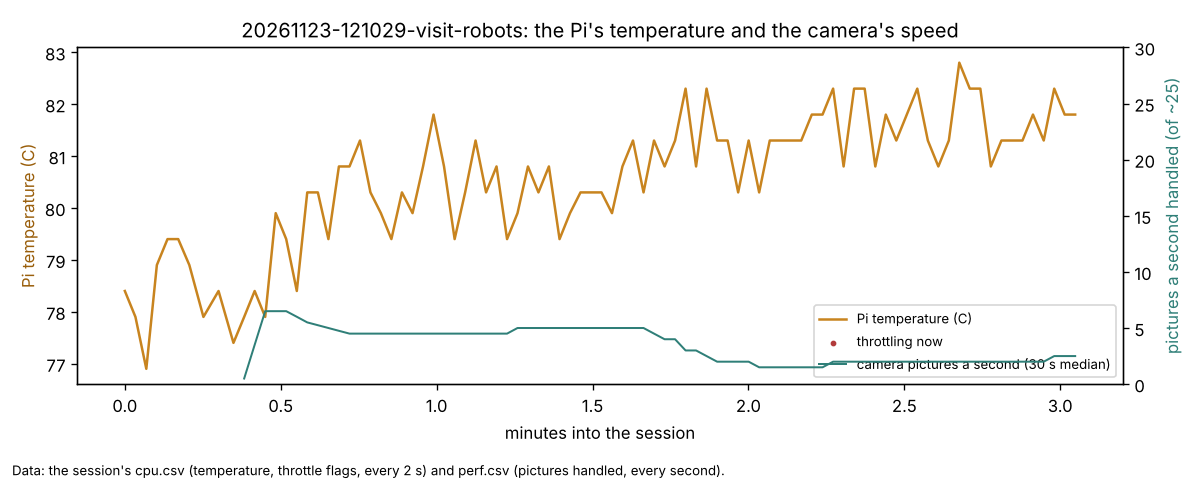 20261123-121029-visit-robots: the Pi's temperature and the camera's speed
Pi temperature (C)
83
82
81
80
79
78
77
30
25
20
15
10
5
0
pictures a second handled (of ~25)
Pi temperature (C)
throttling now
camera pictures a second (30 s median)
0.0 0.5 1.0 1.5 2.0 2.5 3.0
minutes into the session
Data: the session's cpu.csv (temperature, throttle flags, every 2 s) and perf.csv (pictures handled, every second).